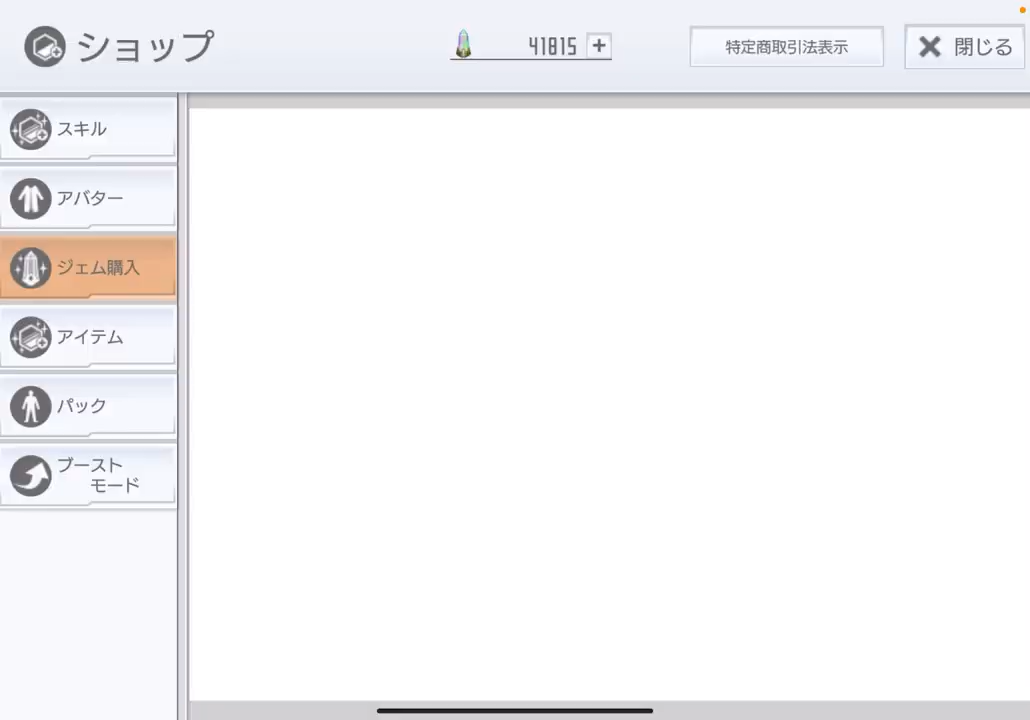 ショップ
41815
特定商取引法表示
閉じる
スキル
アバター
ジェム購入
アイテム
パック
ブースト
モード